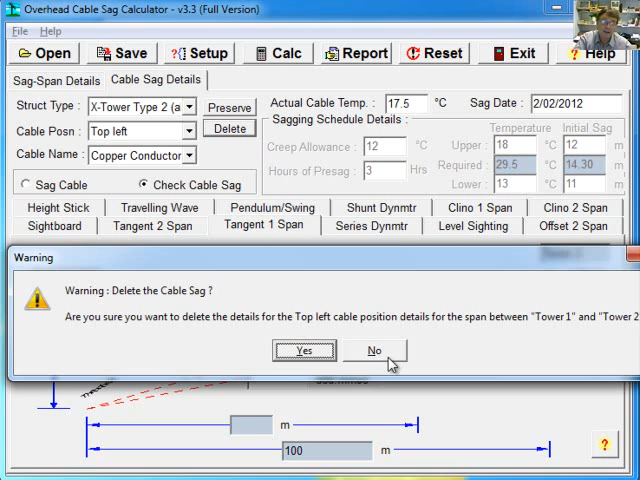 Overhead Cable Sag Calculator - v3.3 (Full Version)
File Help
Open Save Setup Calc Report Reset Exit Help
Sag-Span Details Cable Sag Details
Struct Type : X-Tower Type 2 (a Preserve Actual Cable Temp. : 17.5 °C Sag Date : 2/02/2012
Cable Posn : Top left Delete Sagging Schedule Details : Temperature Initial Sag
Cable Name : Copper Conductor Creep Allowance : 12 °C Upper : 18 °C 12 m
Hours of Presag : 3 Hrs Required : 29.5 °C 14.30 m
Sag Cable Check Cable Sag Lower : 13 °C 11 m
Height Stick Travelling Wave Pendulum/Swing Shunt Dynmtr Clino 1 Span Clino 2 Span
Sightboard Tangent 2 Span Tangent 1 Span Series Dynmtr Level Sighting Offset 2 Span
Warning
Warning : Delete the Cable Sag ?
Are you sure you want to delete the details for the Top left cable position details for the span between "Tower 1" and "Tower 2
Yes No
m
100 m
?